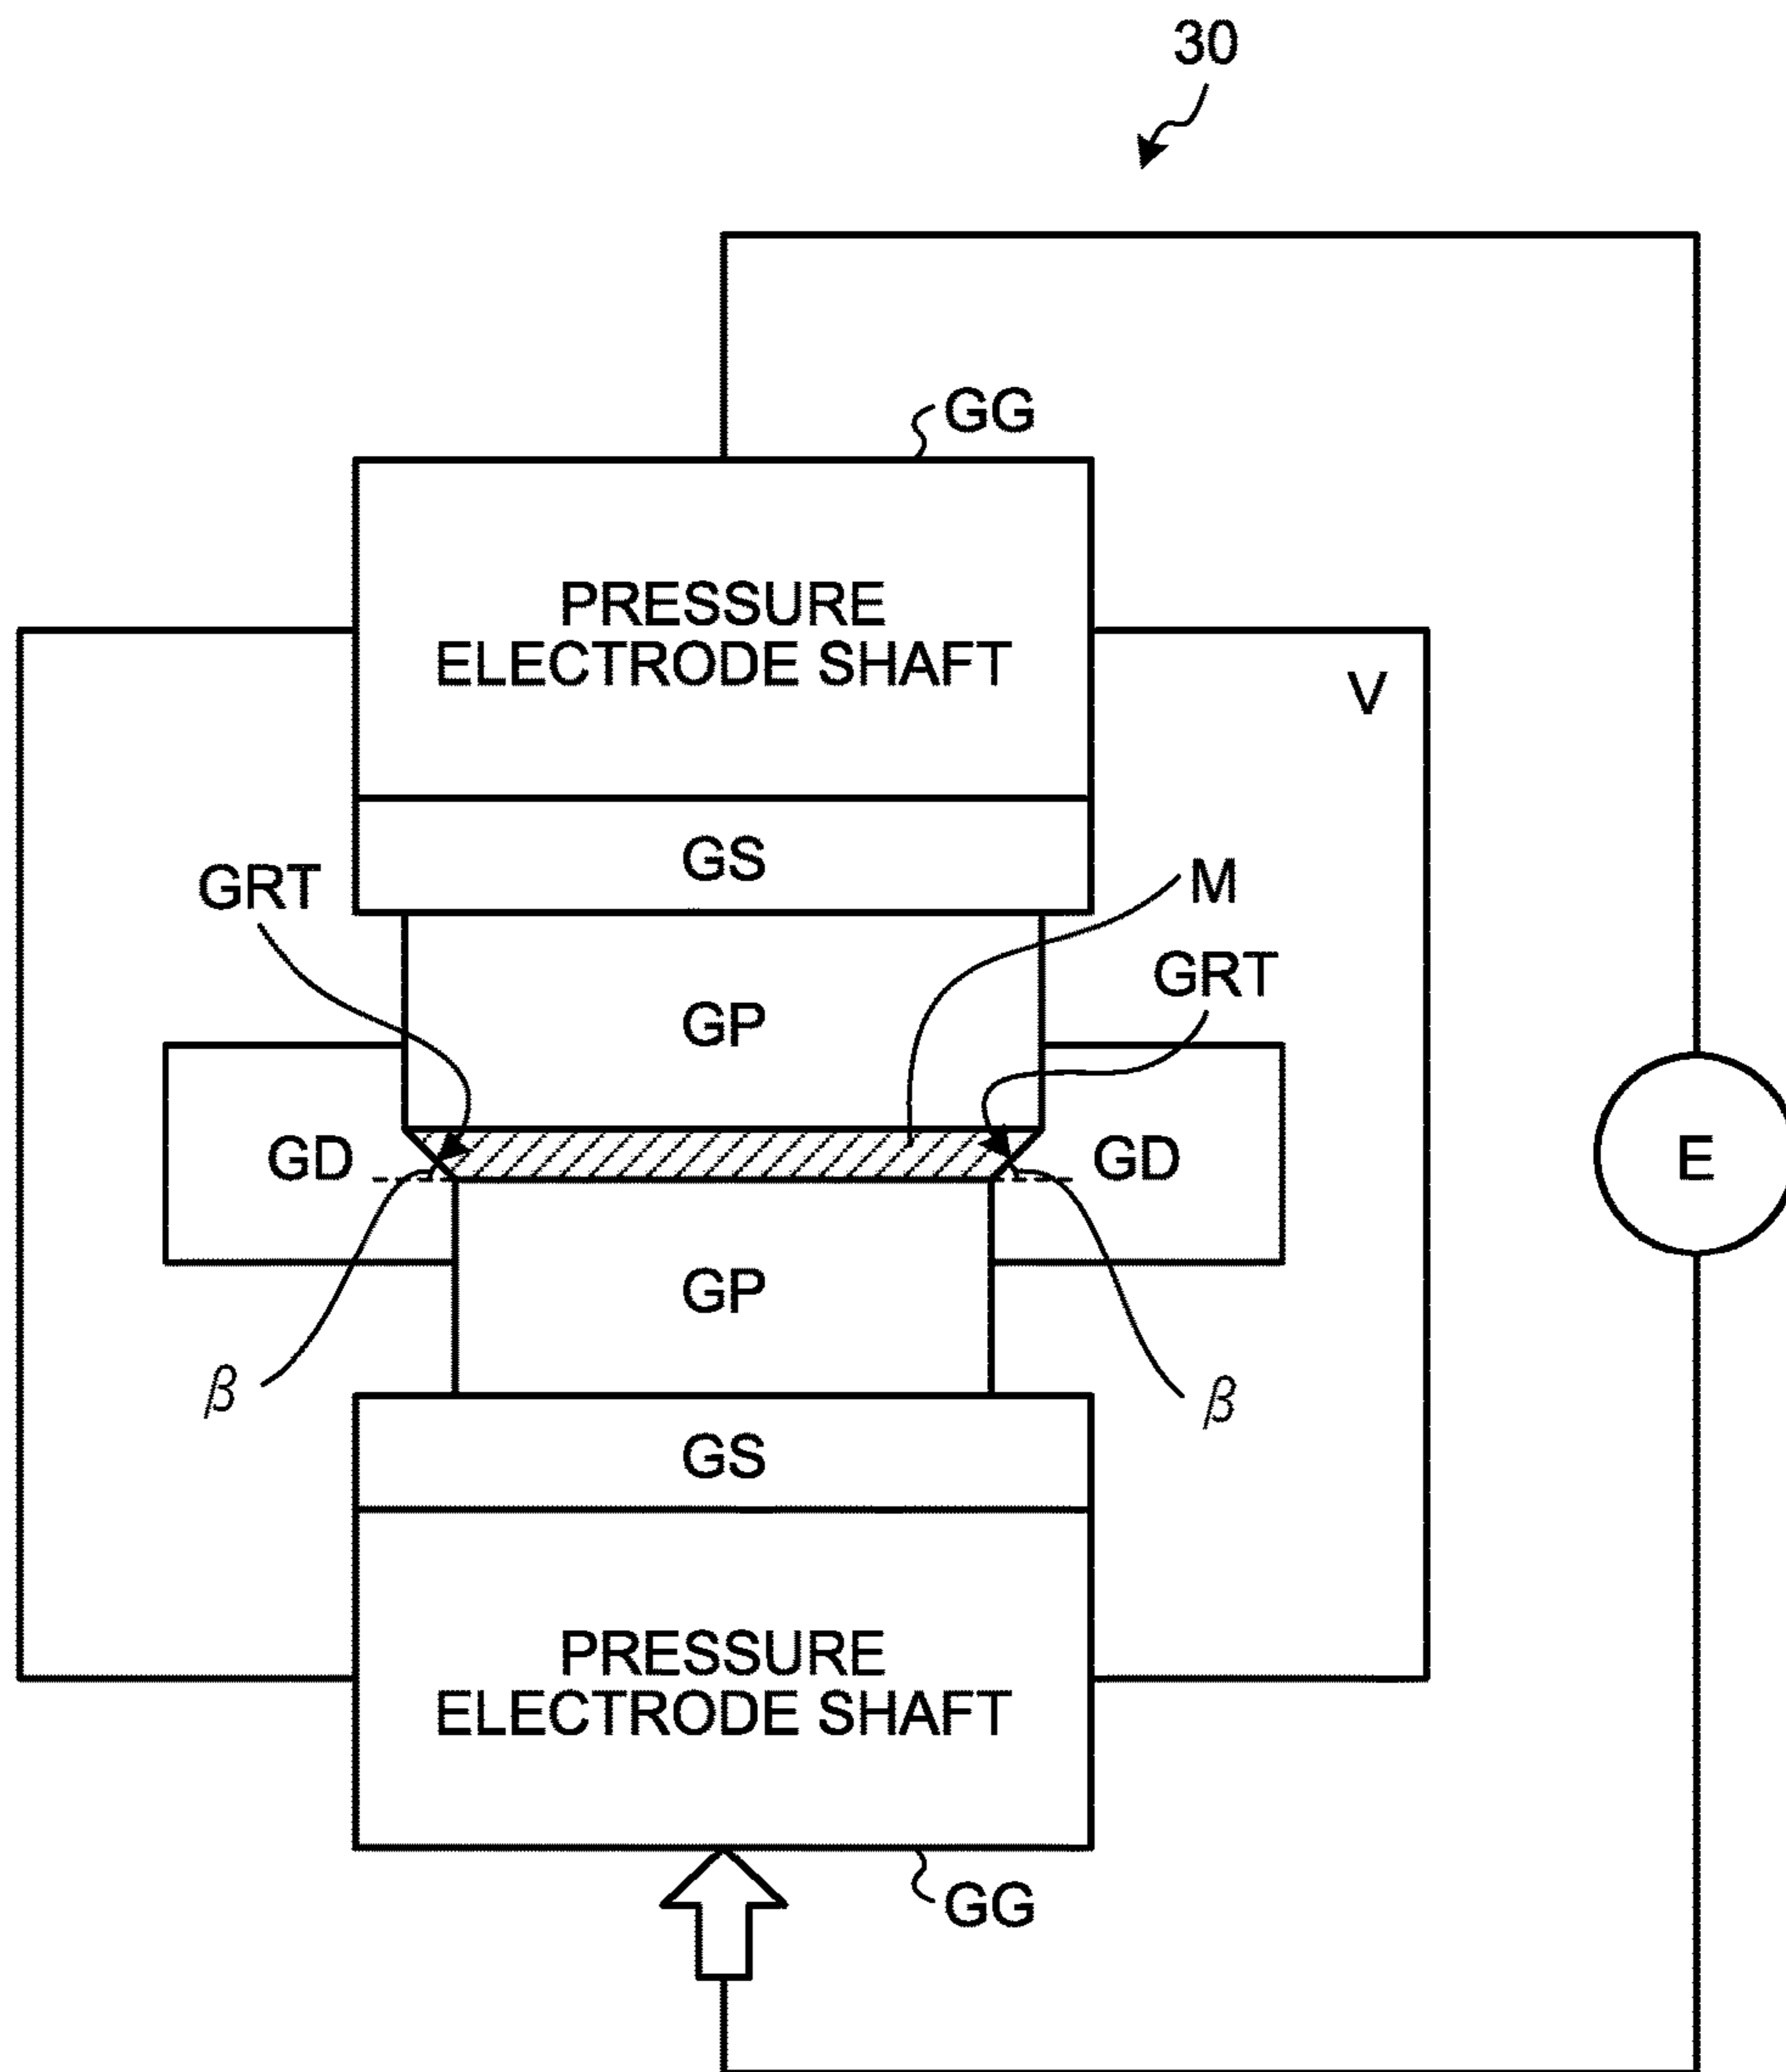 30
GG
PRESSURE
ELECTRODE SHAFT
V
GS
GRT
M
GRT
GP
GD
GD
E
GP
β
β
GS
PRESSURE
ELECTRODE SHAFT
GG